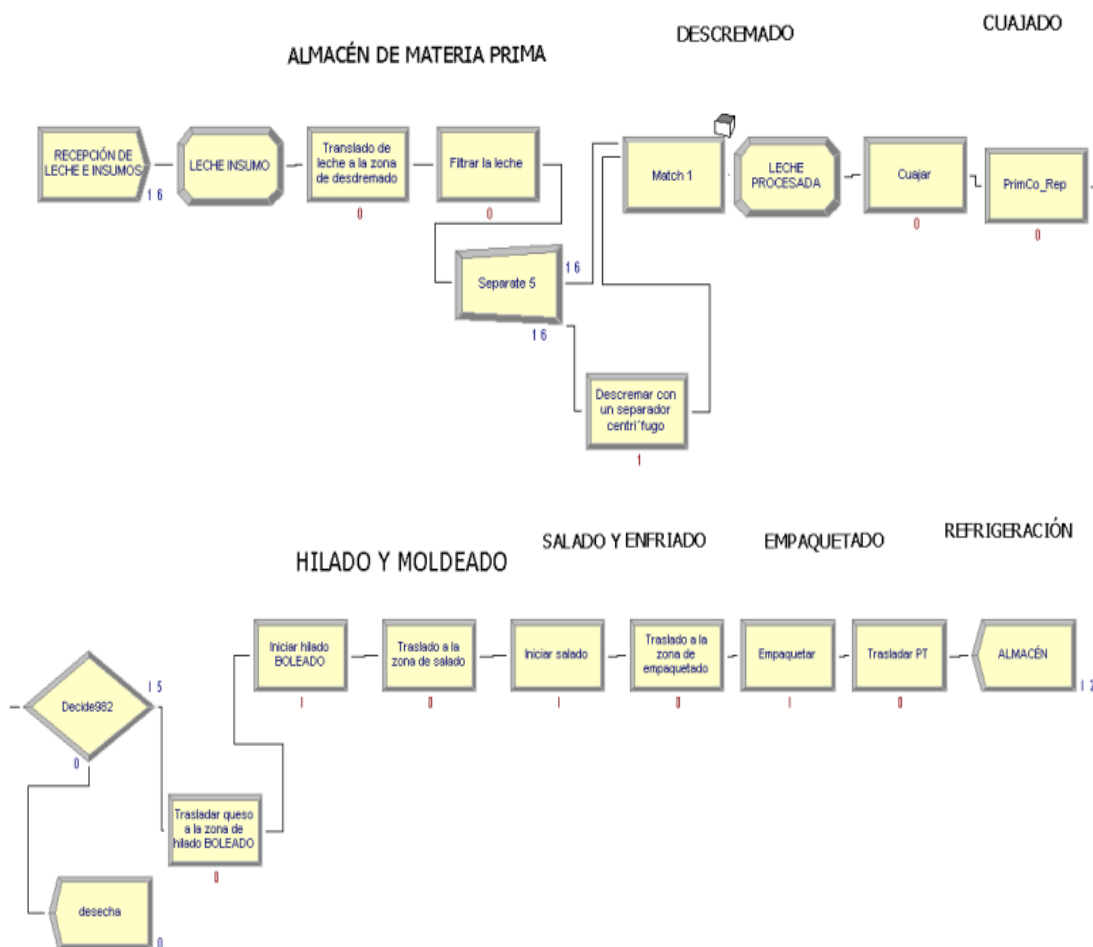 DESCREMADO
CUAJADO
ALMACÉN DE MATERIA PRIMA
RECEPCIÓN DE
LECHE E INSUMOS
1 6
LECHE INSUMO
Translado de
leche a la zona
de desdremado
0
Filtrar la leche
0
Match 1
LECHE
PROCESADA
Cuajar
0
PrimCo_Rep
0
Separate 5
1 6
1 6
Descremar con
un separador
centrí´fugo
1
HILADO Y MOLDEADO
SALADO Y ENFRIADO
EMPAQUETADO
REFRIGERACIÓN
Decide982
1 5
0
desecha
0
Trasladar queso
a la zona de
hilado BOLEADO
0
Iniciar hilado
BOLEADO
1
Traslado a la
zona de salado
0
Iniciar salado
1
Traslado a la
zona de
empaquetado
0
Empaquetar
1
Trasladar PT
0
ALMACÉN
1 2